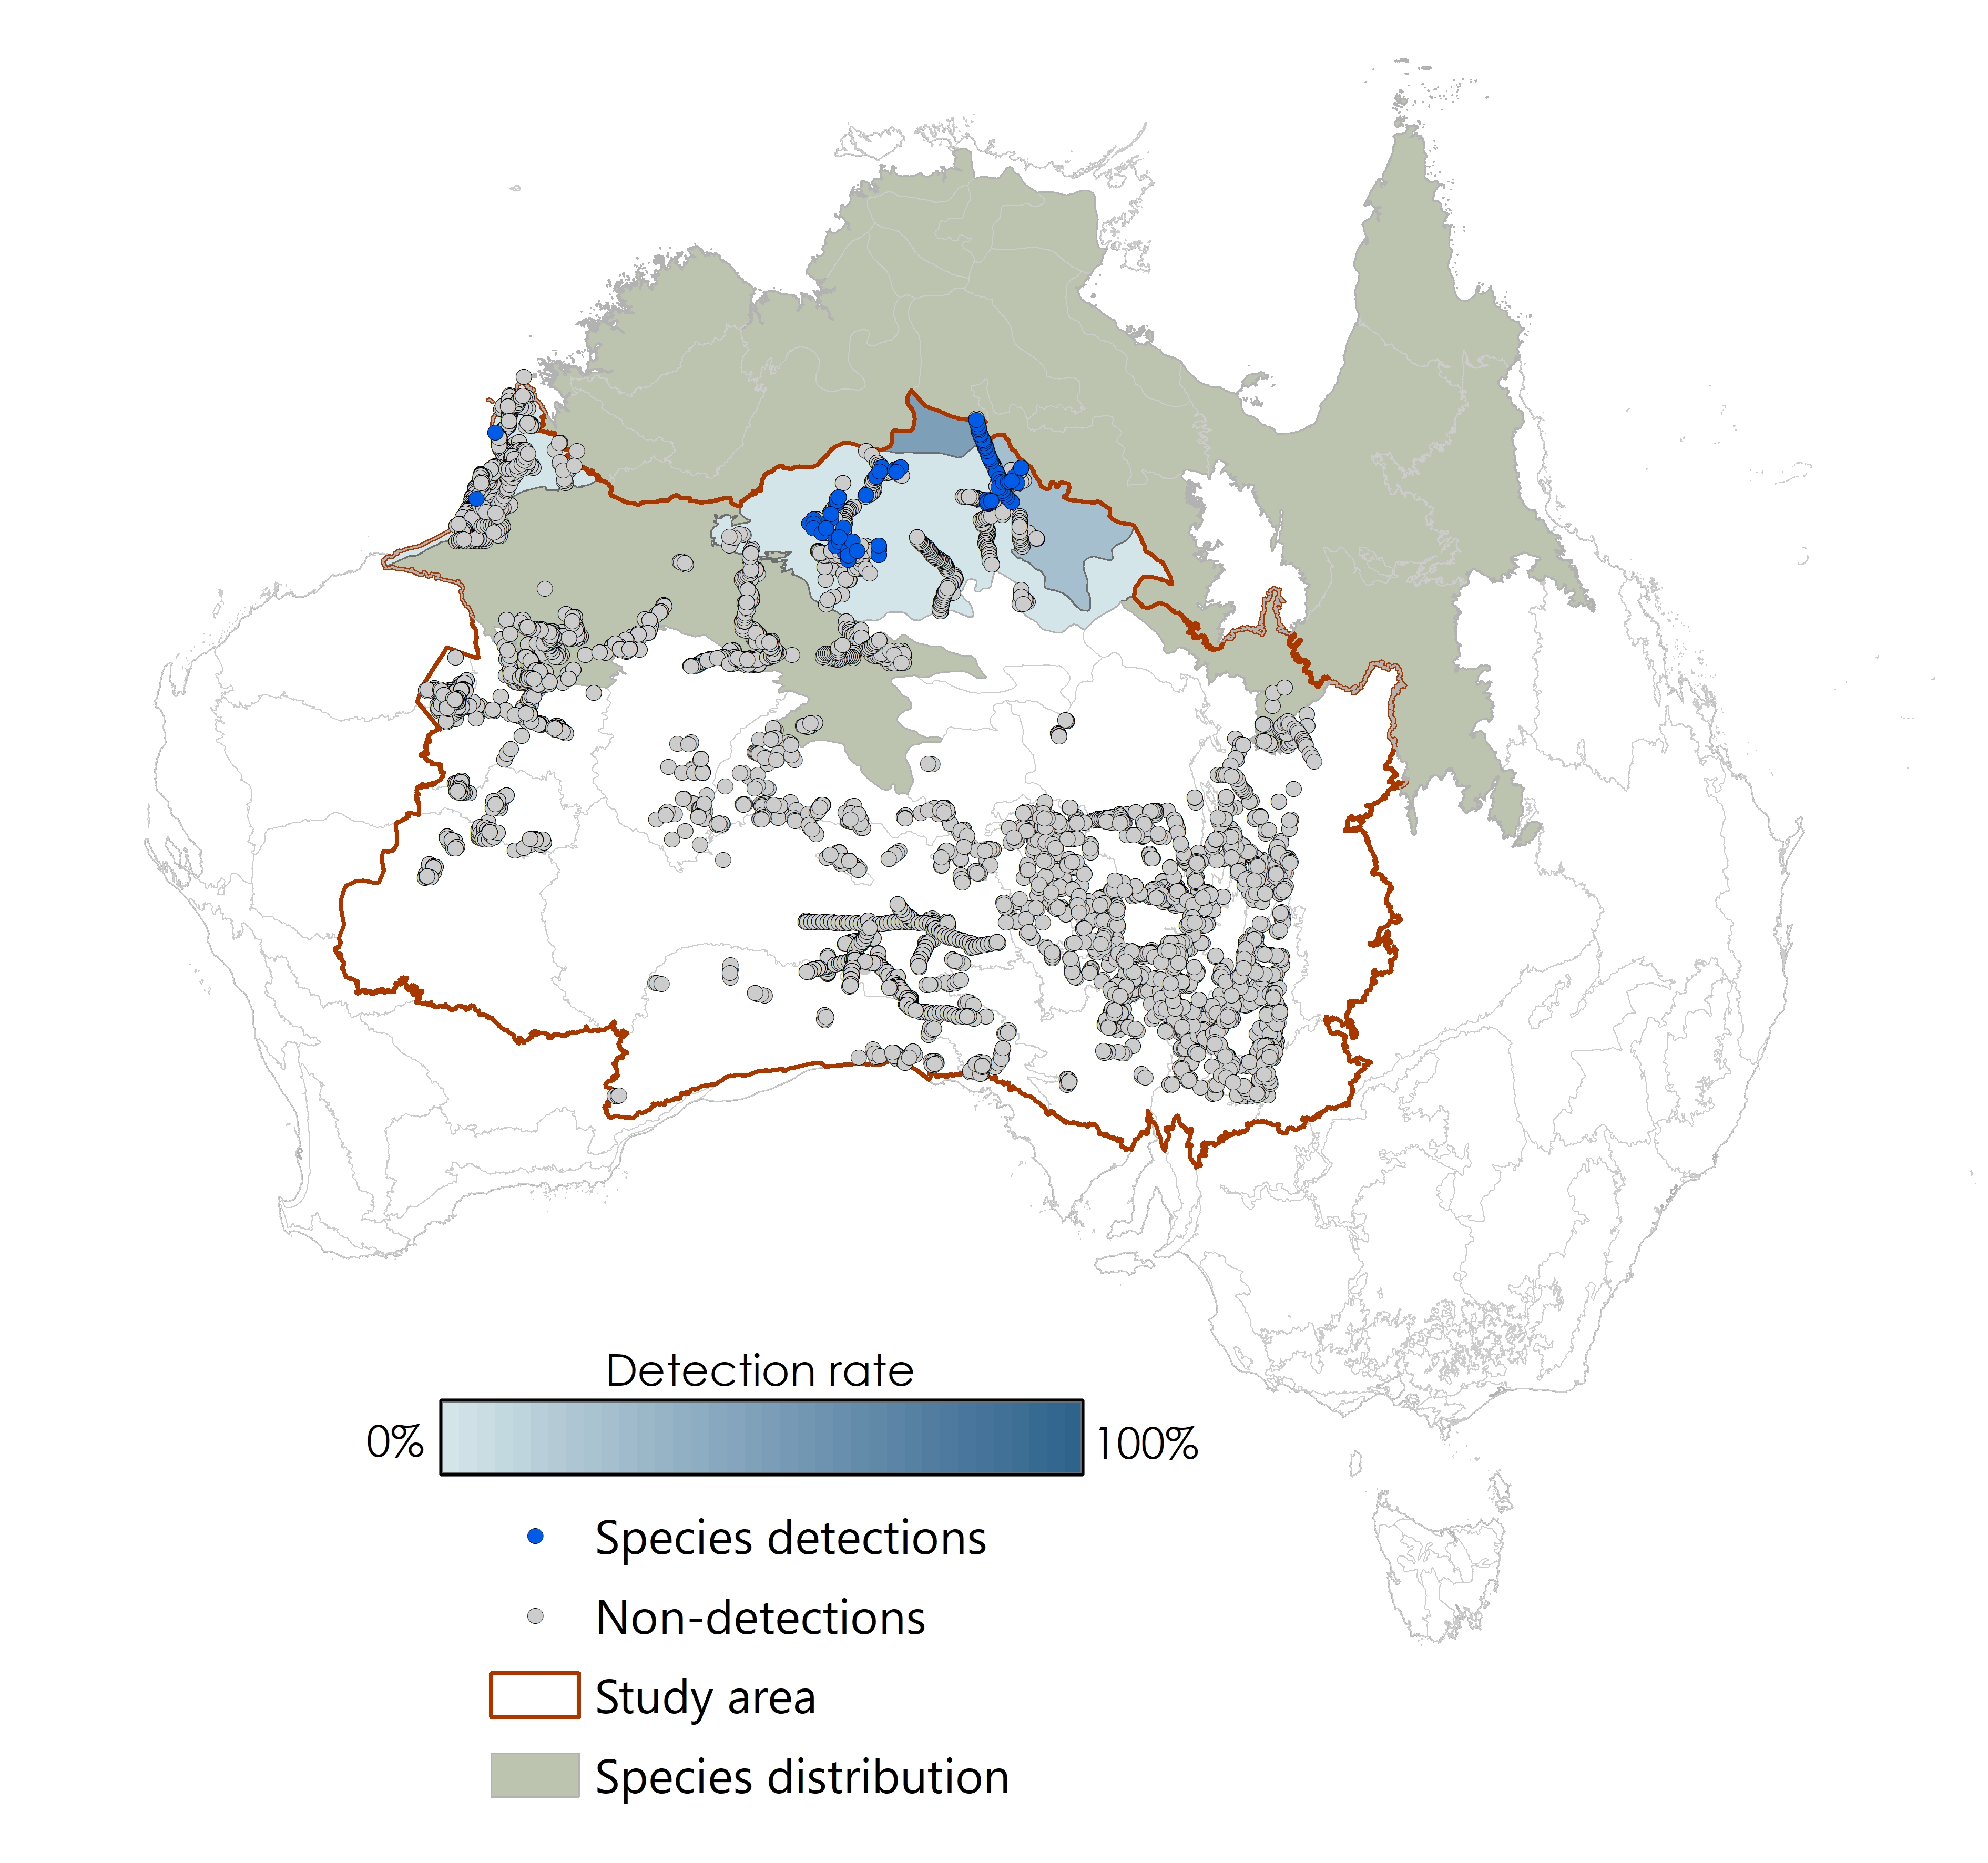 Detection rate
0%
100%
Species detections
Non-detections
Study area
Species distribution